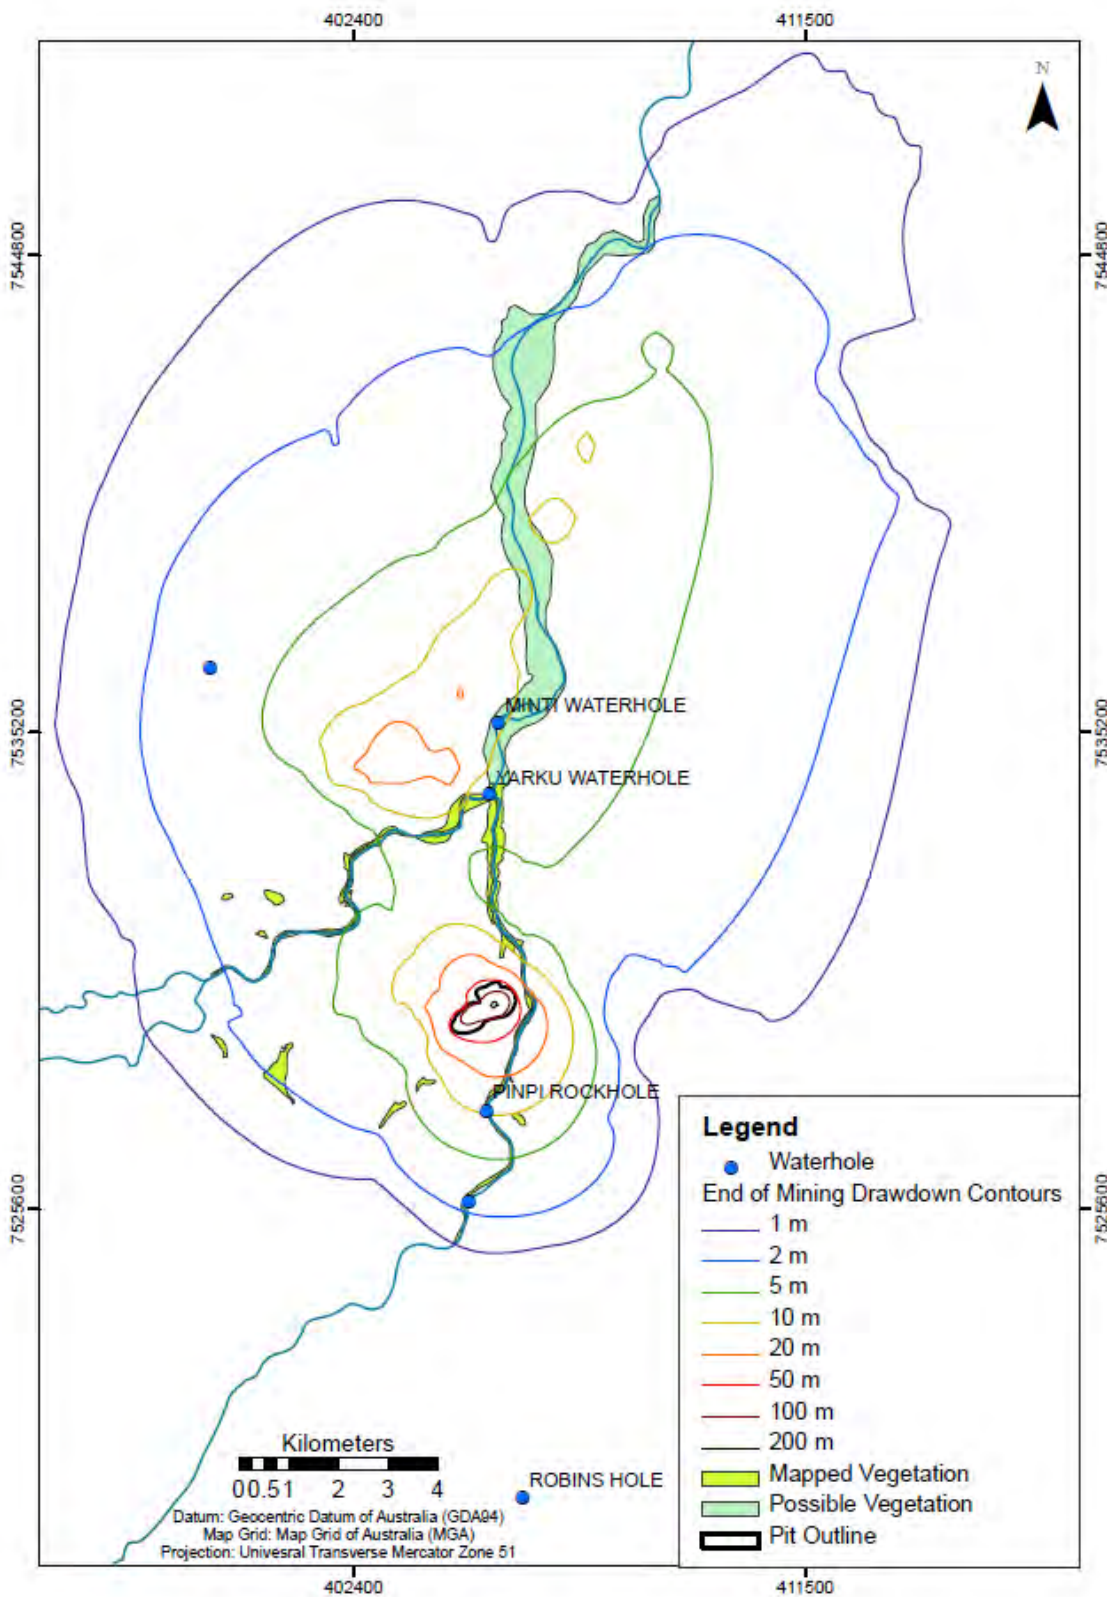 402400 411500
N
7544800 7544800
MINTI WATERHOLE
7535200 7535200
YARKU WATERHOLE
PINPI ROCKHOLE
7525600 7525600
Legend
Waterhole
End of Mining Drawdown Contours
1 m
2 m
5 m
10 m
20 m
50 m
100 m
200 m
Mapped Vegetation
Possible Vegetation
Pit Outline
Kilometers
0 0.5 1 2 3 4
ROBINS HOLE
Datum: Geocentric Datum of Australia (GDA94)
Map Grid: Map Grid of Australia (MGA)
Projection: Univesral Transverse Mercator Zone 51
402400 411500